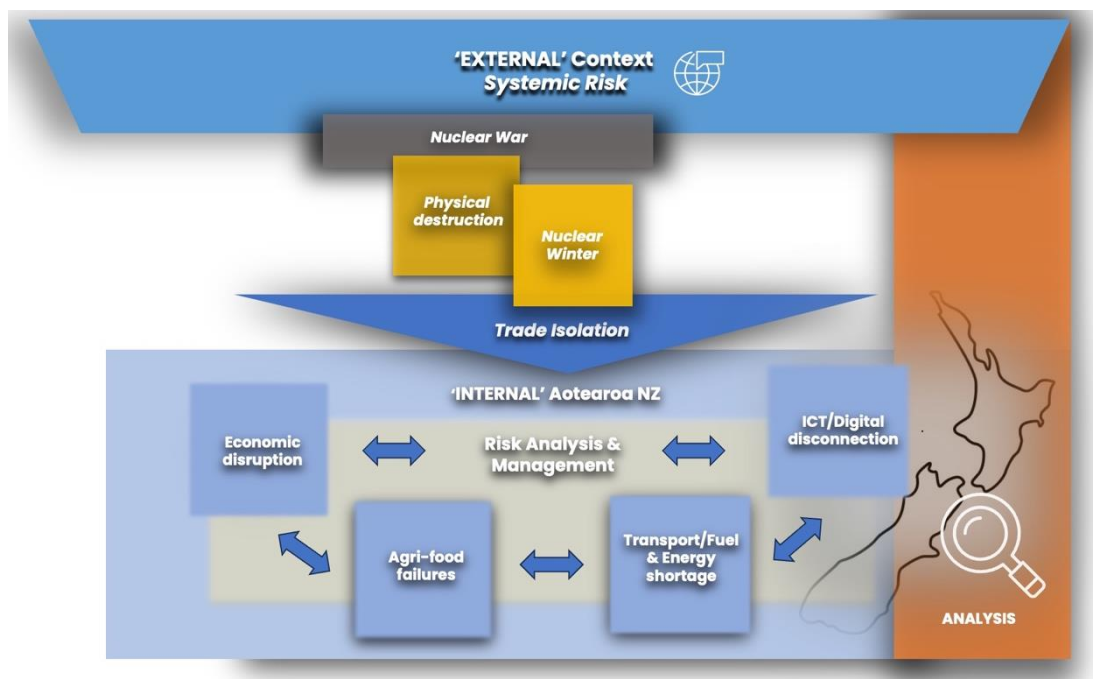 ‘EXTERNAL’ Context
Systemic Risk
Nuclear War
Physical
destruction
Nuclear
Winter
Trade Isolation
‘INTERNAL’ Aotearoa NZ
Economic
disruption
Risk Analysis &
Management
ICT/Digital
disconnection
Agri-food
failures
Transport/Fuel
& Energy
shortage
ANALYSIS